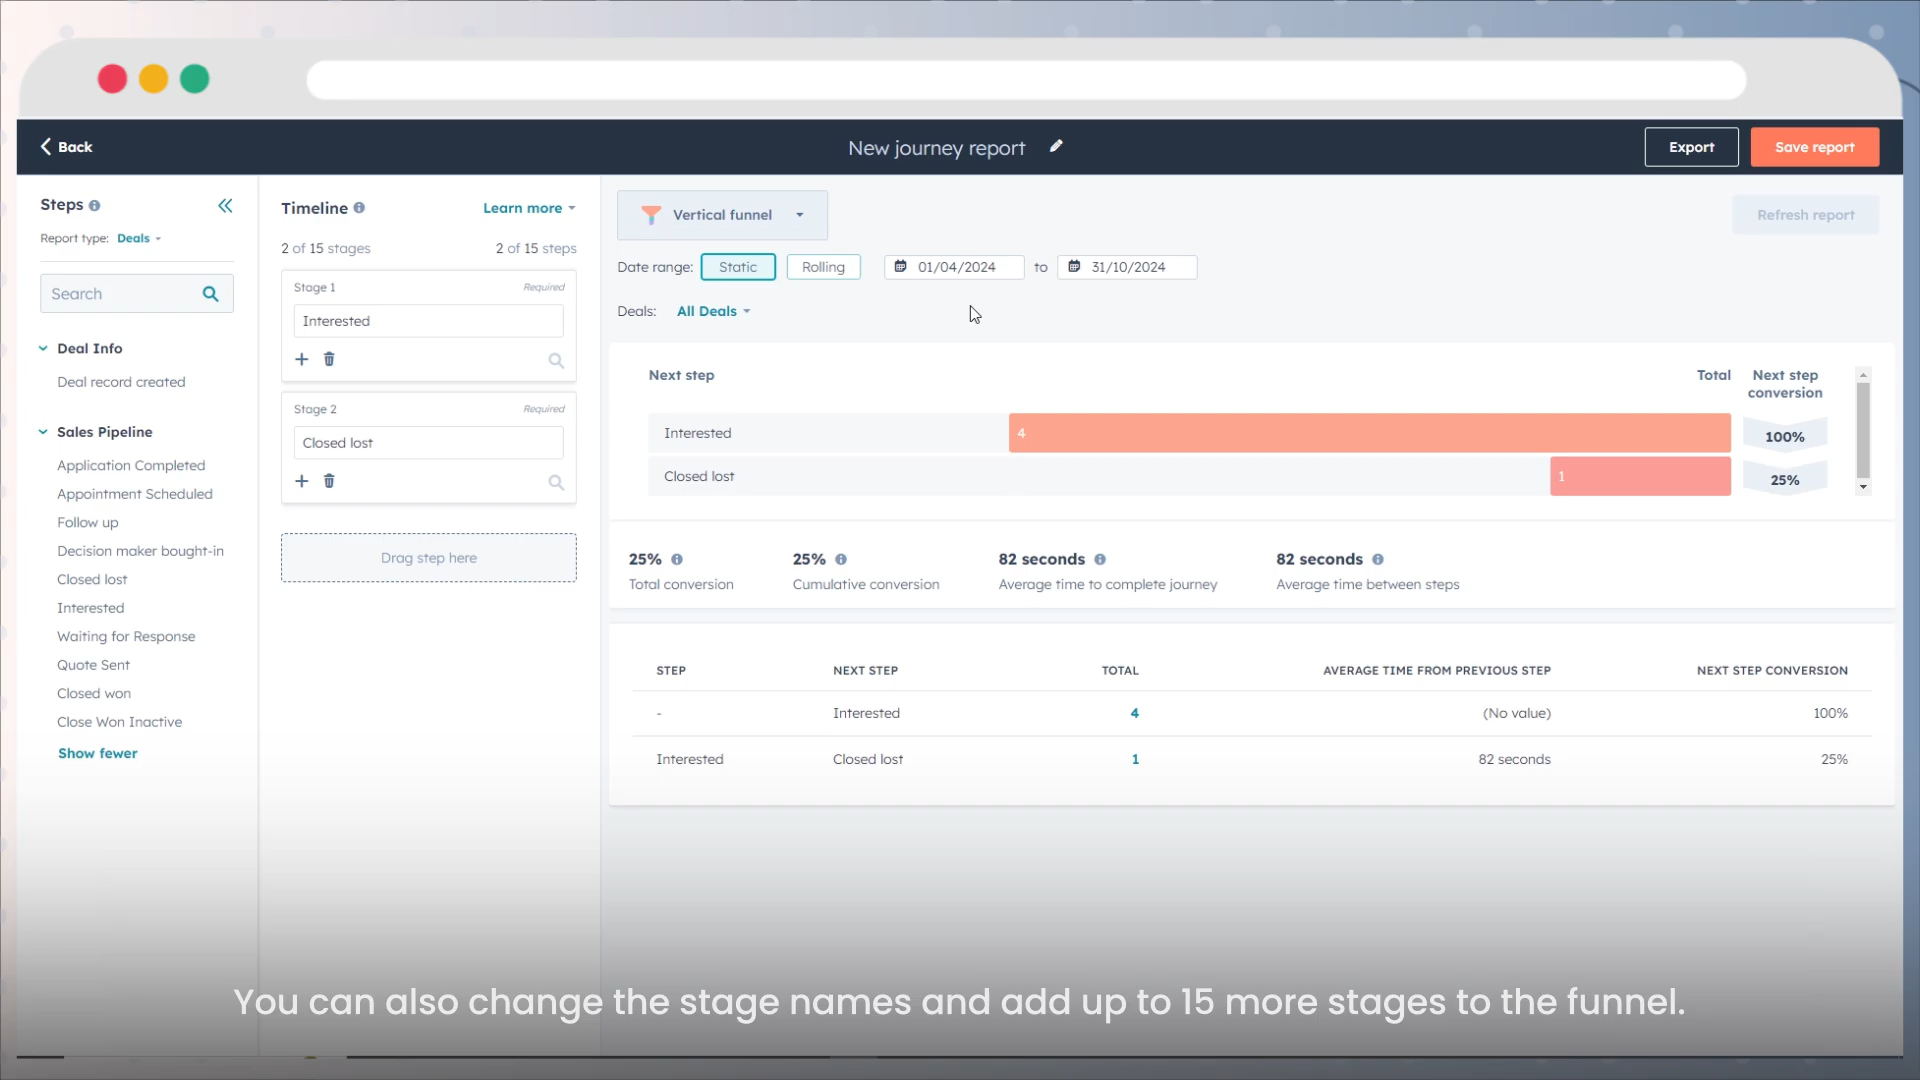 Back
New journey report
Export
Save report
Steps
Report type: Deals
Search
Deal Info
Deal record created
Sales Pipeline
Application Completed
Appointment Scheduled
Follow up
Decision maker bought-in
Closed lost
Interested
Waiting for Response
Quote Sent
Closed won
Close Won Inactive
Show fewer
Timeline
Learn more
2 of 15 stages
2 of 15 steps
Stage 1
Required
Interested
Stage 2
Required
Closed lost
Drag step here
Vertical funnel
Refresh report
Date range: Static Rolling 01/04/2024 to 31/10/2024
Deals: All Deals
Next step
Total
Next step
conversion
Interested 4 100%
Closed lost 1 25%
25%
Total conversion
25%
Cumulative conversion
82 seconds
Average time to complete journey
82 seconds
Average time between steps
STEP NEXT STEP TOTAL AVERAGE TIME FROM PREVIOUS STEP NEXT STEP CONVERSION
- Interested 4 (No value) 100%
Interested Closed lost 1 82 seconds 25%
You can also change the stage names and add up to 15 more stages to the funnel.